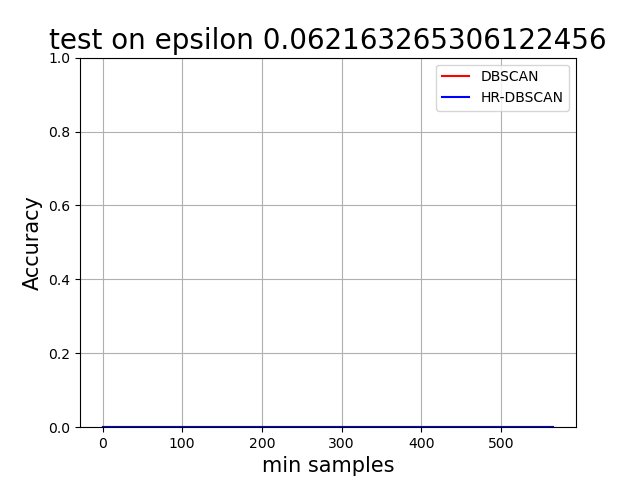 test on epsilon 0.062163265306122456
DBSCAN
HR-DBSCAN
Accuracy
1.0
0.8
0.6
0.4
0.2
0.0
0 100 200 300 400 500
min samples